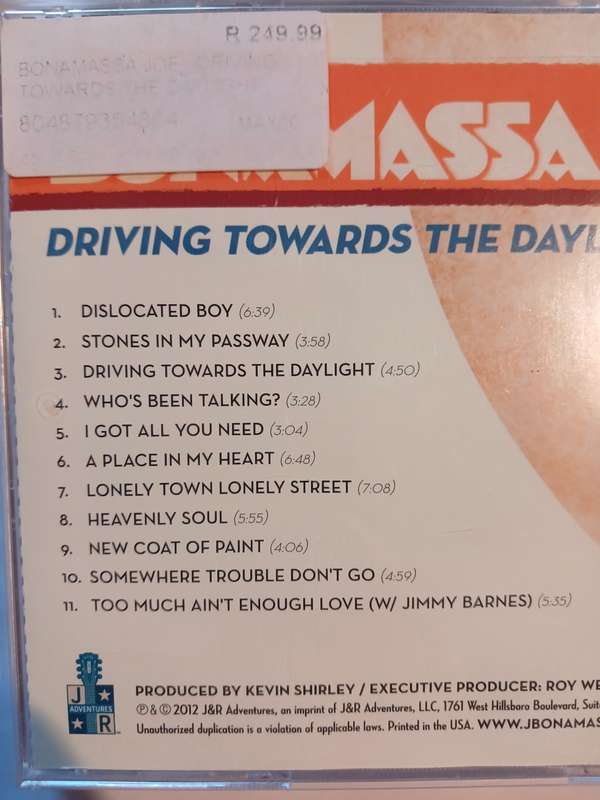 R 249.99
BONAMASSA JOE DRIVING
TOWARDS THE
BONAMASSA
DRIVING TOWARDS THE DAYL
1. DISLOCATED BOY (6:39)
2. STONES IN MY PASSWAY (3:58)
3. DRIVING TOWARDS THE DAYLIGHT (4:50)
4. WHO'S BEEN TALKING? (3:28)
5. I GOT ALL YOU NEED (3:04)
6. A PLACE IN MY HEART (6:48)
7. LONELY TOWN LONELY STREET (7:08)
8. HEAVENLY SOUL (5:55)
9. NEW COAT OF PAINT (4:06)
10. SOMEWHERE TROUBLE DON'T GO (4:59)
11. TOO MUCH AIN'T ENOUGH LOVE (W/ JIMMY BARNES) (5:35)
J & R ADVENTURES
PRODUCED BY KEVIN SHIRLEY / EXECUTIVE PRODUCER: ROY WE
℗ & © 2012 J&R Adventures, an imprint of J&R Adventures, LLC, 1761 West Hillsboro Boulevard, Suit
Unauthorized duplication is a violation of applicable laws. Printed in the USA. WWW.JBONAMAS